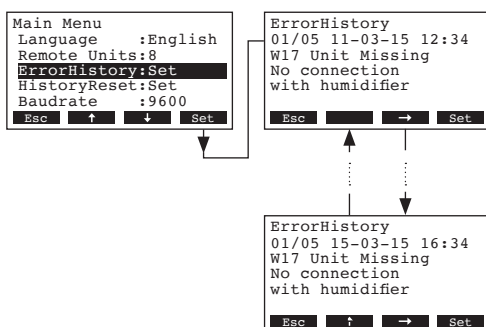 Main Menu
Language :English
Remote Units:8
ErrorHistory:Set
HistoryReset:Set
Baudrate :9600
Esc ↑ ↓ Set
ErrorHistory
01/05 11-03-15 12:34
W17 Unit Missing
No connection
with humidifier
Esc → Set
ErrorHistory
01/05 15-03-15 16:34
W17 Unit Missing
No connection
with humidifier
Esc ↑ → Set